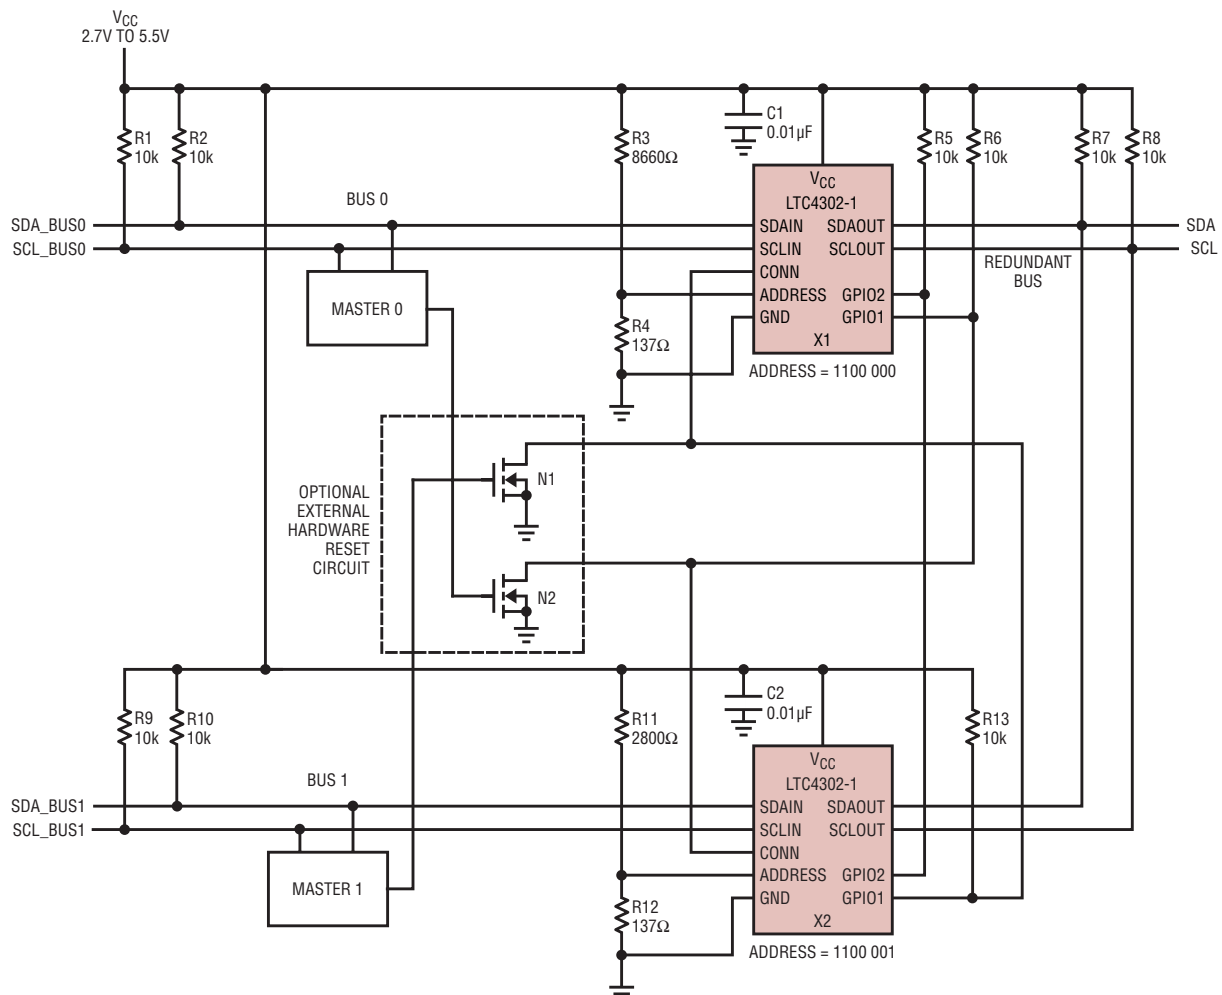 VCC
2.7V TO 5.5V
R1
10k
R2
10k
R3
8660Ω
C1
0.01µF
R5
10k
R6
10k
R7
10k
R8
10k
BUS 0
SDA_BUS0
SCL_BUS0
MASTER 0
VCC
LTC4302-1
SDAIN SDAOUT
SCLIN SCLOUT
CONN
ADDRESS GPIO2
GND GPIO1
X1
ADDRESS = 1100 000
SDA
SCL
REDUNDANT
BUS
R4
137Ω
OPTIONAL
EXTERNAL
HARDWARE
RESET
CIRCUIT
N1
N2
R9
10k
R10
10k
R11
2800Ω
C2
0.01µF
R13
10k
BUS 1
SDA_BUS1
SCL_BUS1
MASTER 1
VCC
LTC4302-1
SDAIN SDAOUT
SCLIN SCLOUT
CONN
ADDRESS GPIO2
GND GPIO1
X2
ADDRESS = 1100 001
R12
137Ω